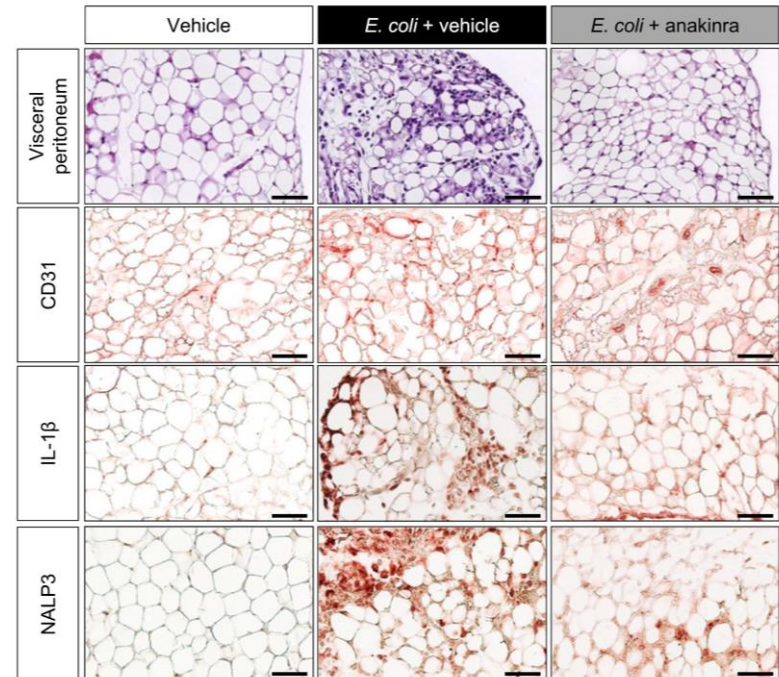 Vehicle
E. coli + vehicle
E. coli + anakinra
Visceral
peritoneum
CD31
IL-1β
NALP3